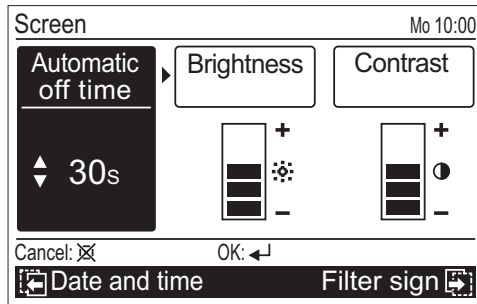 Screen Mo 10:00
Automatic off time
Brightness
Contrast
30s
+ +
– –
Cancel: OK:
Date and time Filter sign